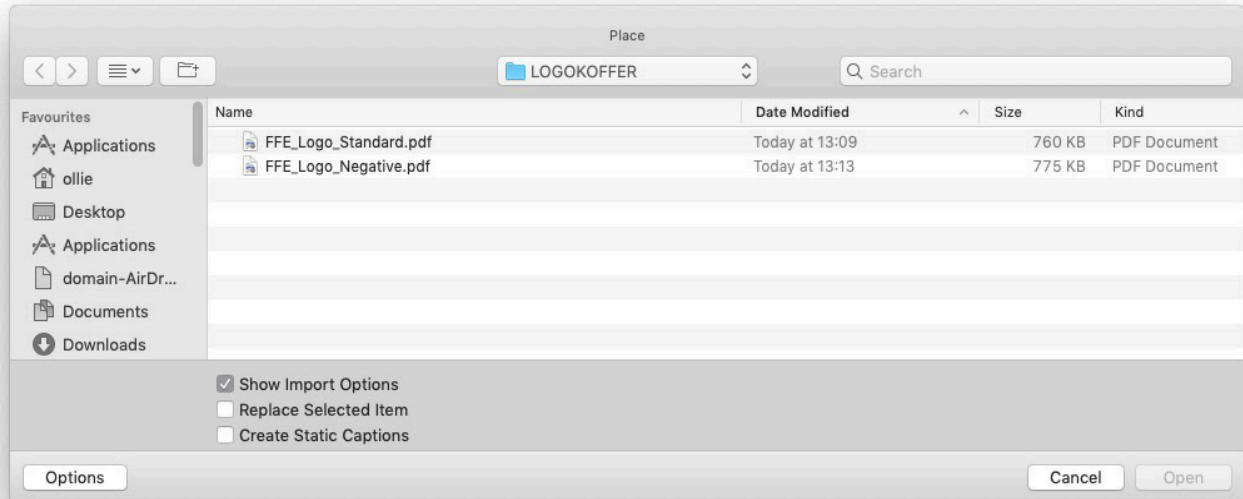 Place
LOGOKOFFER
Search
Favourites
Applications
ollie
Desktop
Applications
domain-AirDr...
Documents
Downloads
Name Date Modified Size Kind
FFE_Logo_Standard.pdf Today at 13:09 760 KB PDF Document
FFE_Logo_Negative.pdf Today at 13:13 775 KB PDF Document
Show Import Options
Replace Selected Item
Create Static Captions
Options Cancel Open